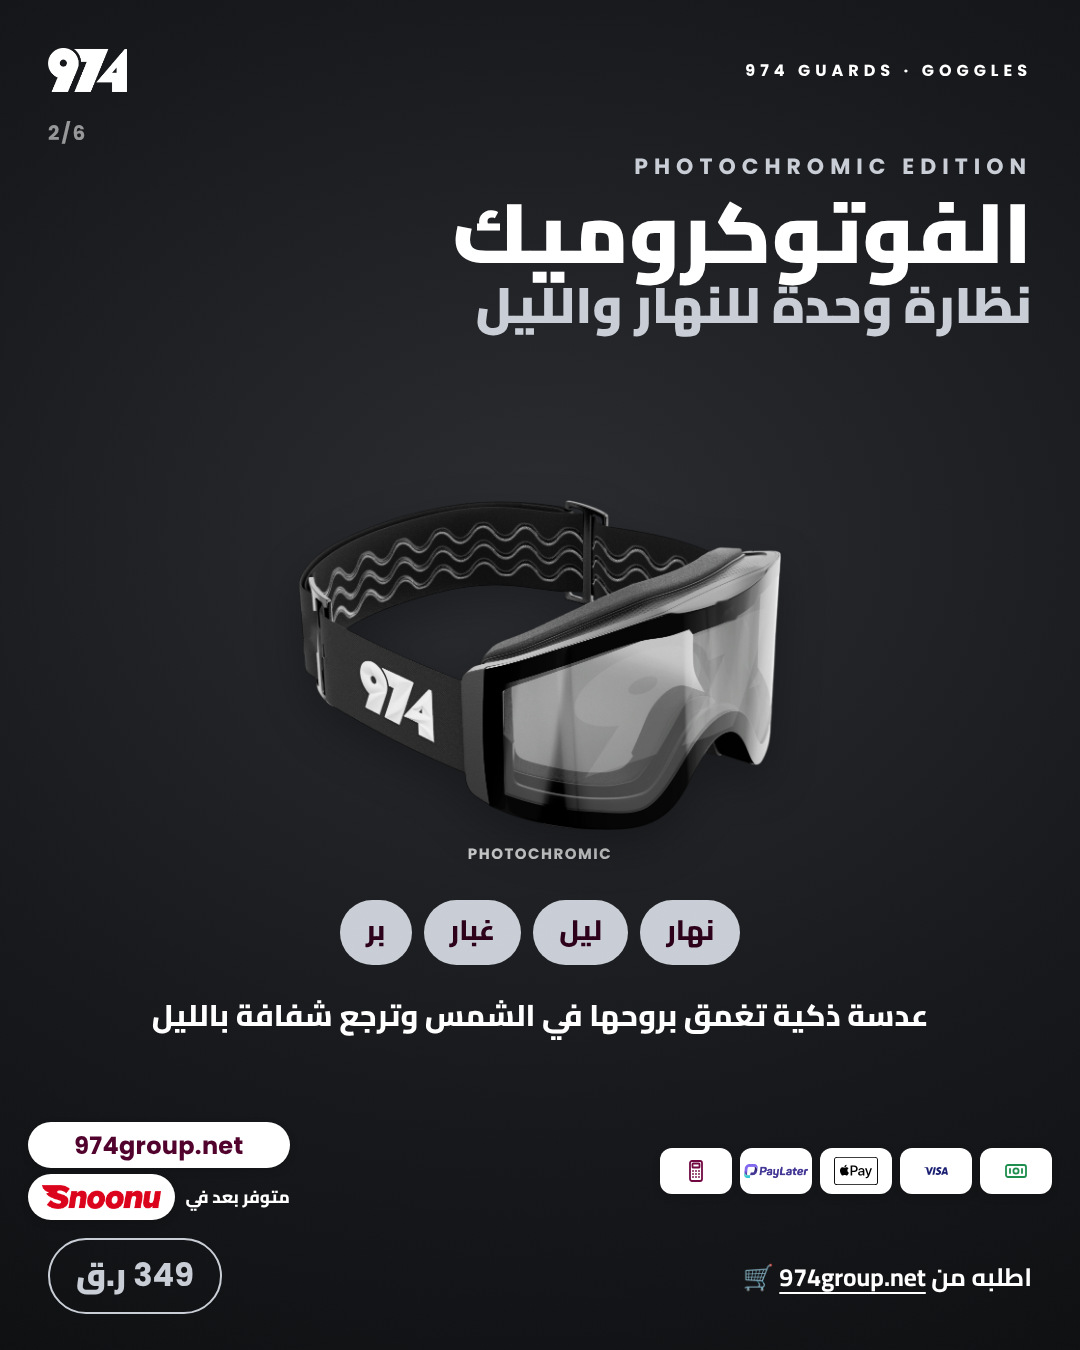 974
974 GUARDS · GOGGLES
2/6
PHOTOCHROMIC EDITION
الفوتوكروميك
نظارة وحدة للنهار والليل
974
PHOTOCHROMIC
نهار ليل غبار بر
عدسة ذكية تغمق بروحها في الشمس وترجع شفافة بالليل
974group.net
متوفر بعد في Snoonu
PayLater Pay VISA
349 ر.ق
اطلبه من 974group.net 🛒